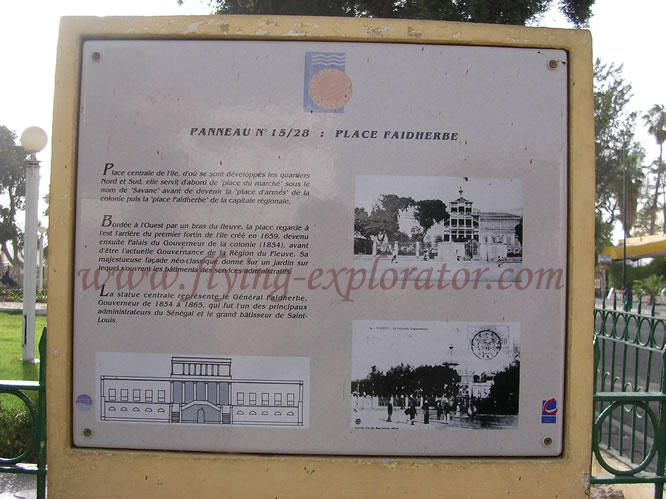 PANNEAU N° 15/28 : PLACE FAIDHERBE
Place centrale de l'île, d'où se sont développés les quartiers
Nord et Sud, elle servit d'abord de 'place du marché' sous le
nom de 'Savane' avant de devenir la 'place d'armes' de la
colonie puis la 'place Faidherbe' de la capitale régionale.
Bordée à l'Ouest par un bras du fleuve, la place regarde à
l'est l'arrière du premier fortin de l'île créé en 1659, devenu
ensuite Palais du Gouverneur de la colonie (1854), avant
d'être l'actuelle Gouvernance de la Région du Fleuve. Sa
majestueuse façade néo-classique donne sur un jardin sur
lequel s'ouvrent les bâtiments des services administratifs.
www.flying-explorator.com
La statue centrale représente le Général Faidherbe,
Gouverneur de 1854 à 1865, qui fut l'un des principaux
administrateurs du Sénégal et le grand bâtisseur de Saint-
Louis.